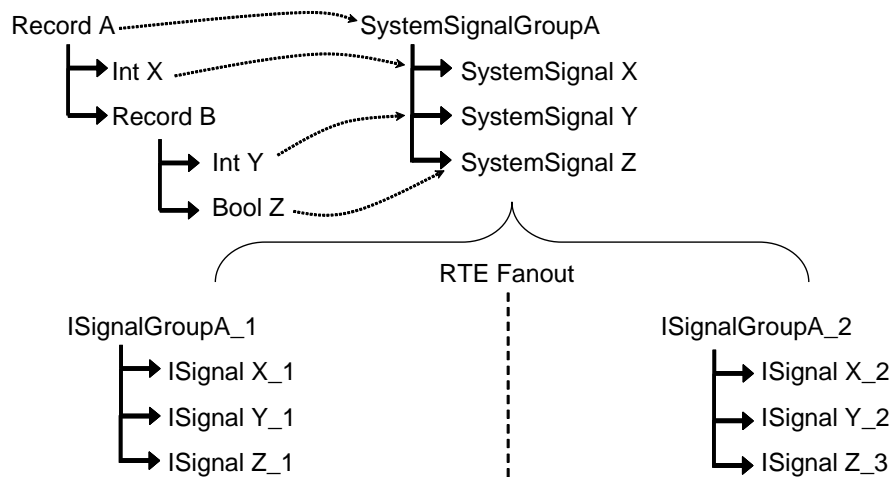 Record A
SystemSignalGroupA
Int X
SystemSignal X
Record B
SystemSignal Y
Int Y
SystemSignal Z
Bool Z
RTE Fanout
ISignalGroupA_1
ISignalGroupA_2
ISignal X_1
ISignal X_2
ISignal Y_1
ISignal Y_2
ISignal Z_1
ISignal Z_3